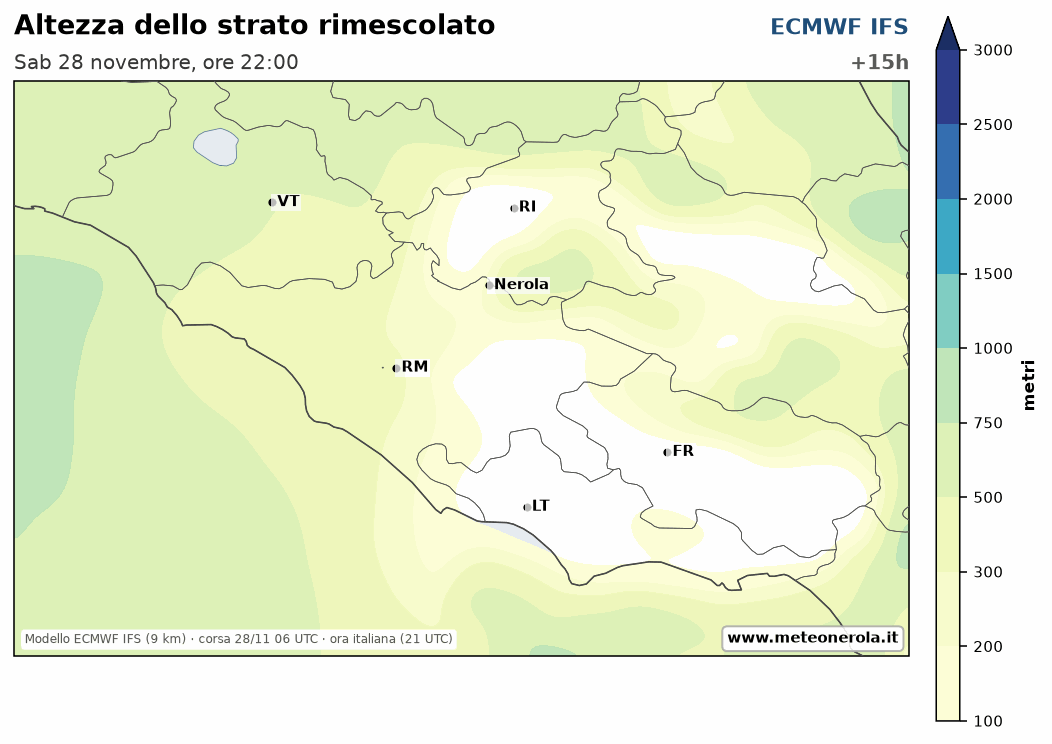 Altezza dello strato rimescolato
ECMWF IFS
Sab 28 novembre, ore 22:00
+15h
VT
RI
Nerola
RM
FR
LT
3000
2500
2000
1500
1000
750
500
300
200
100
metri
Modello ECMWF IFS (9 km) · corsa 28/11 06 UTC · ora italiana (21 UTC)
www.meteonerola.it